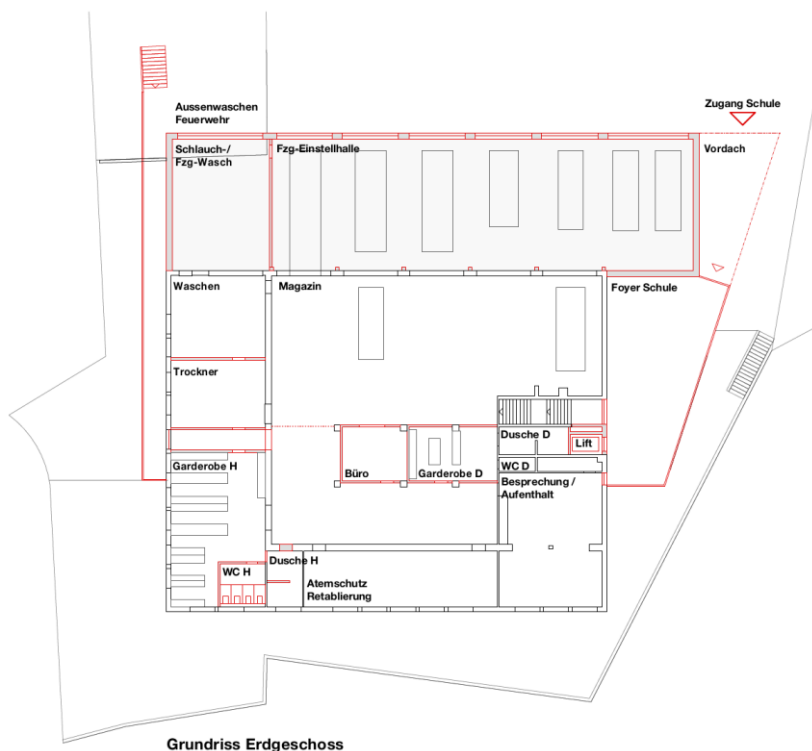 Zugang Schule
Aussenwaschen
Feuerwehr
Schlauch-/
Fzg-Wasch
Fzg-Einstellhalle
Vordach
Waschen
Magazin
Foyer Schule
Trockner
Dusche D
Lift
Garderobe H
Büro
Garderobe D
WC D
Besprechung /
Aufenthalt
WC H
Dusche H
Atemschutz
Retablierung
Grundriss Erdgeschoss